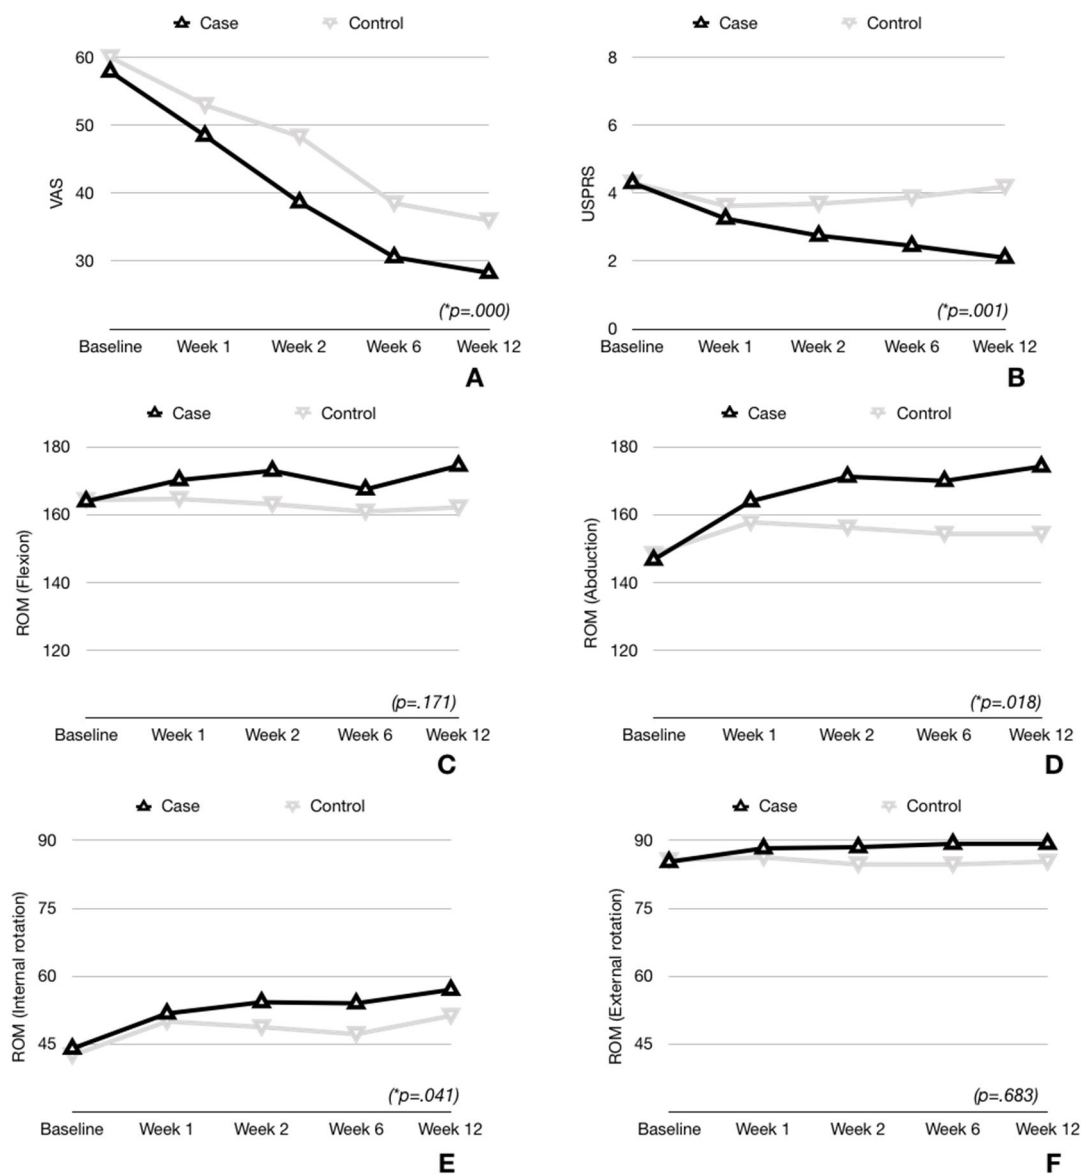 Case Control
60
50
40
30
VAS
(*p=.000)
Baseline Week 1 Week 2 Week 6 Week 12
A
Case Control
8
6
4
2
0
USPRS
(*p=.001)
Baseline Week 1 Week 2 Week 6 Week 12
B
Case Control
180
160
140
120
ROM (Flexion)
(p=.171)
Baseline Week 1 Week 2 Week 6 Week 12
C
Case Control
180
160
140
120
ROM (Abduction)
(*p=.018)
Baseline Week 1 Week 2 Week 6 Week 12
D
Case Control
90
75
60
45
ROM (Internal rotation)
(*p=.041)
Baseline Week 1 Week 2 Week 6 Week 12
E
Case Control
90
75
60
45
ROM (External rotation)
(p=.683)
Baseline Week 1 Week 2 Week 6 Week 12
F